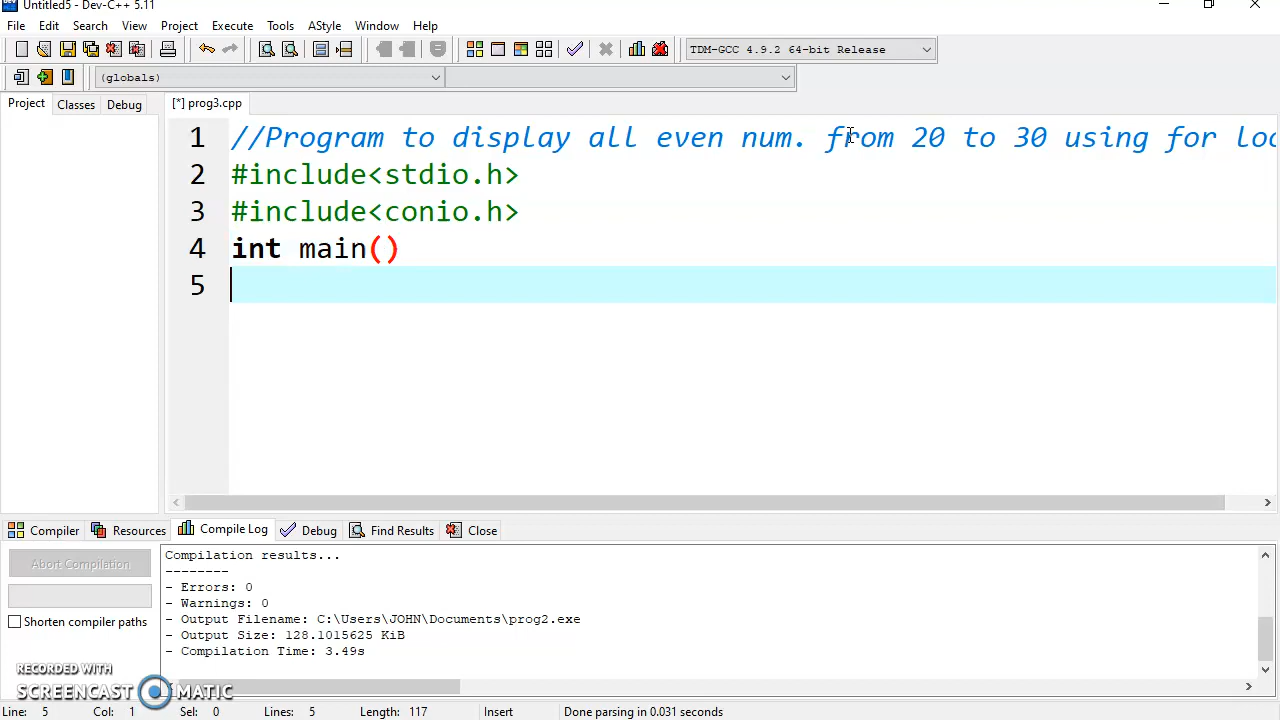 Untitled5 - Dev-C++ 5.11
File Edit Search View Project Execute Tools AStyle Window Help
TDM-GCC 4.9.2 64-bit Release
(globals)
Project Classes Debug [*] prog3.cpp
1 //Program to display all even num. from 20 to 30 using for loo
2 #include<stdio.h>
3 #include<conio.h>
4 int main()
5
Compiler Resources Compile Log Debug Find Results Close
Abort Compilation
Shorten compiler paths
Compilation results...
--------
- Errors: 0
- Warnings: 0
- Output Filename: C:\Users\JOHN\Documents\prog2.exe
- Output Size: 128.1015625 KiB
- Compilation Time: 3.49s
RECORDED WITH
SCREENCAST MATIC
Line: 5 Col: 1 Sel: 0 Lines: 5 Length: 117 Insert Done parsing in 0.031 seconds